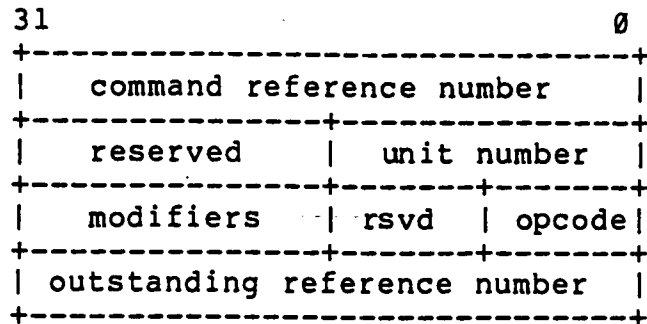 31 0
command reference number
reserved | unit number
modifiers | rsvd | opcode
outstanding reference number